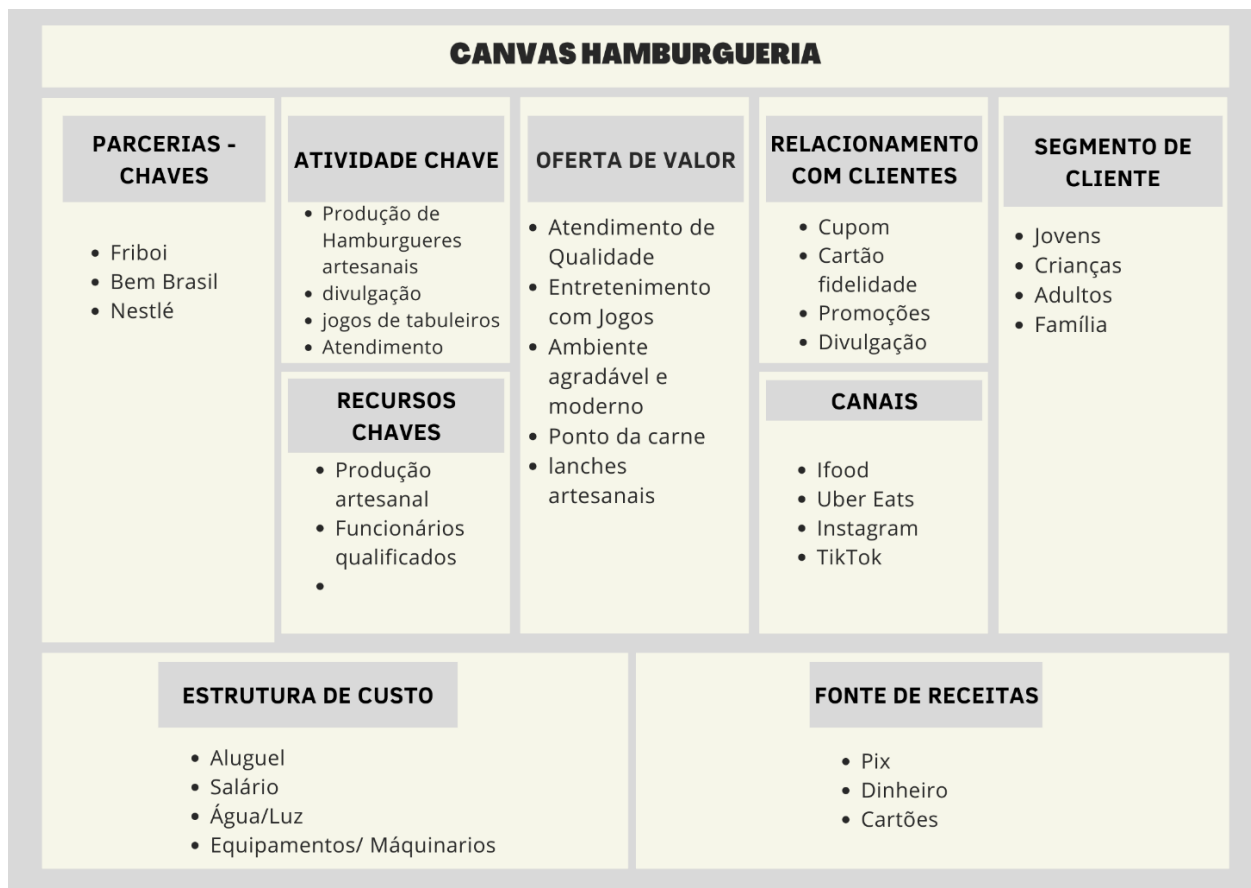 CANVAS HAMBURGUERIA
PARCERIAS -
CHAVES
• Friboi
• Bem Brasil
• Nestlé
ATIVIDADE CHAVE
• Produção de
Hamburgueres
artesanais
• divulgação
• jogos de tabuleiros
• Atendimento
RECURSOS
CHAVES
• Produção
artesanal
• Funcionários
qualificados
•
OFERTA DE VALOR
• Atendimento de
Qualidade
• Entretenimento
com Jogos
• Ambiente
agradável e
moderno
• Ponto da carne
• lanches
artesanais
RELACIONAMENTO
COM CLIENTES
• Cupom
• Cartão
fidelidade
• Promoções
• Divulgação
CANAIS
• Ifood
• Uber Eats
• Instagram
• TikTok
SEGMENTO DE
CLIENTE
• Jovens
• Crianças
• Adultos
• Família
ESTRUTURA DE CUSTO
• Aluguel
• Salário
• Água/Luz
• Equipamentos/ Máquinarios
FONTE DE RECEITAS
• Pix
• Dinheiro
• Cartões